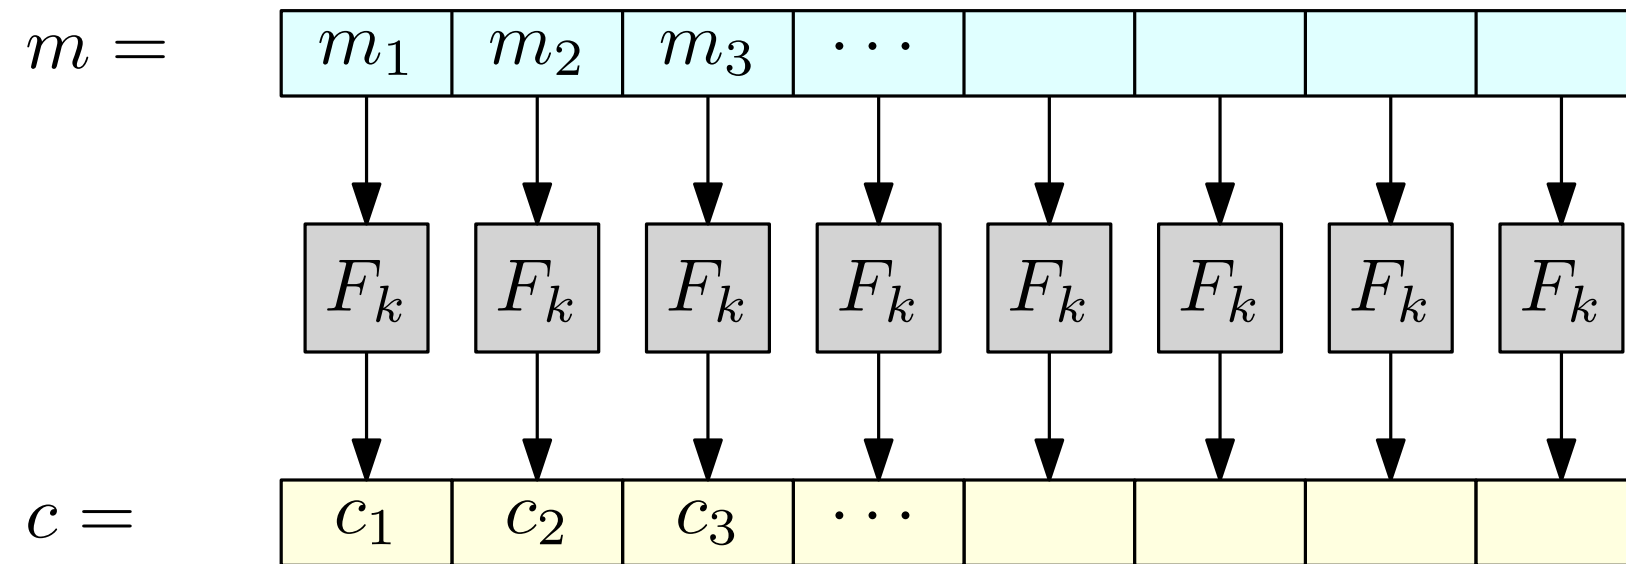 m = m₁ m₂ m₃ ⋯
Fₖ Fₖ Fₖ Fₖ Fₖ Fₖ Fₖ Fₖ
c = c₁ c₂ c₃ ⋯